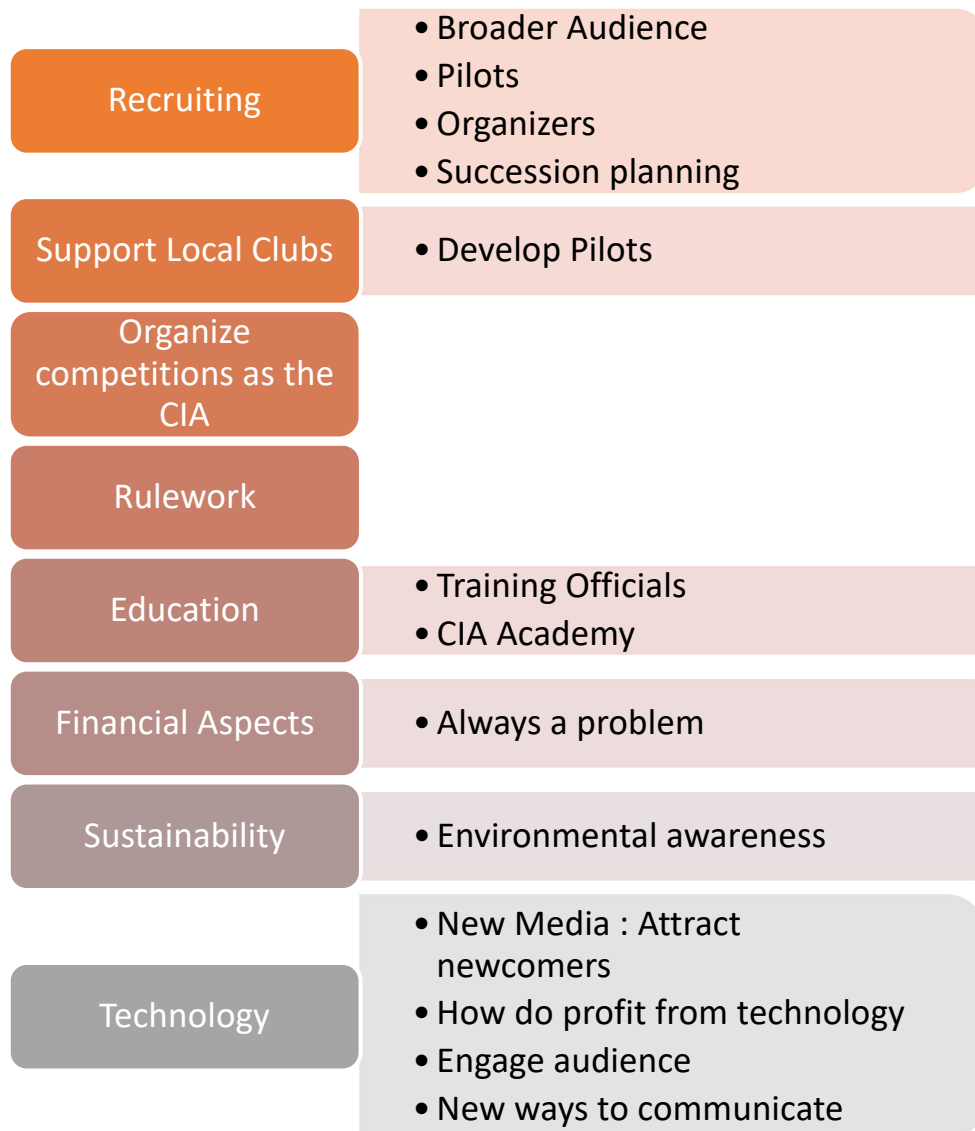 Recruiting
• Broader Audience
• Pilots
• Organizers
• Succession planning
Support Local Clubs
• Develop Pilots
Organize
competitions as the
CIA
Rulework
Education
• Training Officials
• CIA Academy
Financial Aspects
• Always a problem
Sustainability
• Environmental awareness
Technology
• New Media : Attract
newcomers
• How do profit from technology
• Engage audience
• New ways to communicate